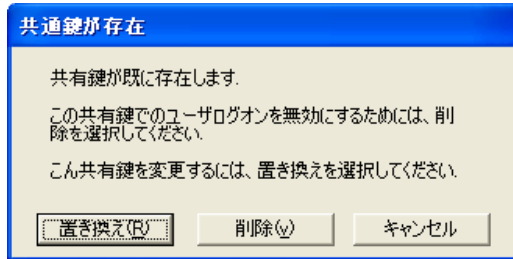 共通鍵が存在
共有鍵が既に存在します.
この共有鍵でのユーザログオンを無効にするためには、削
除を選択してください.
こん共有鍵を変更するには、置き換えを選択してください.
置き換え(R) 削除(v) キャンセル